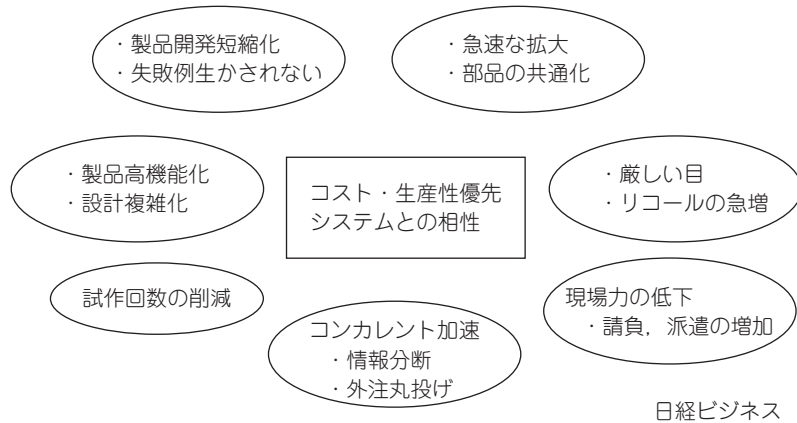 ・製品開発短縮化
・失敗例生かされない
・急速な拡大
・部品の共通化
・製品高機能化
・設計複雑化
コスト・生産性優先
システムとの相性
・厳しい目
・リコールの急増
試作回数の削減
コンカレント加速
・情報分断
・外注丸投げ
現場力の低下
・請負，派遣の増加
日経ビジネス